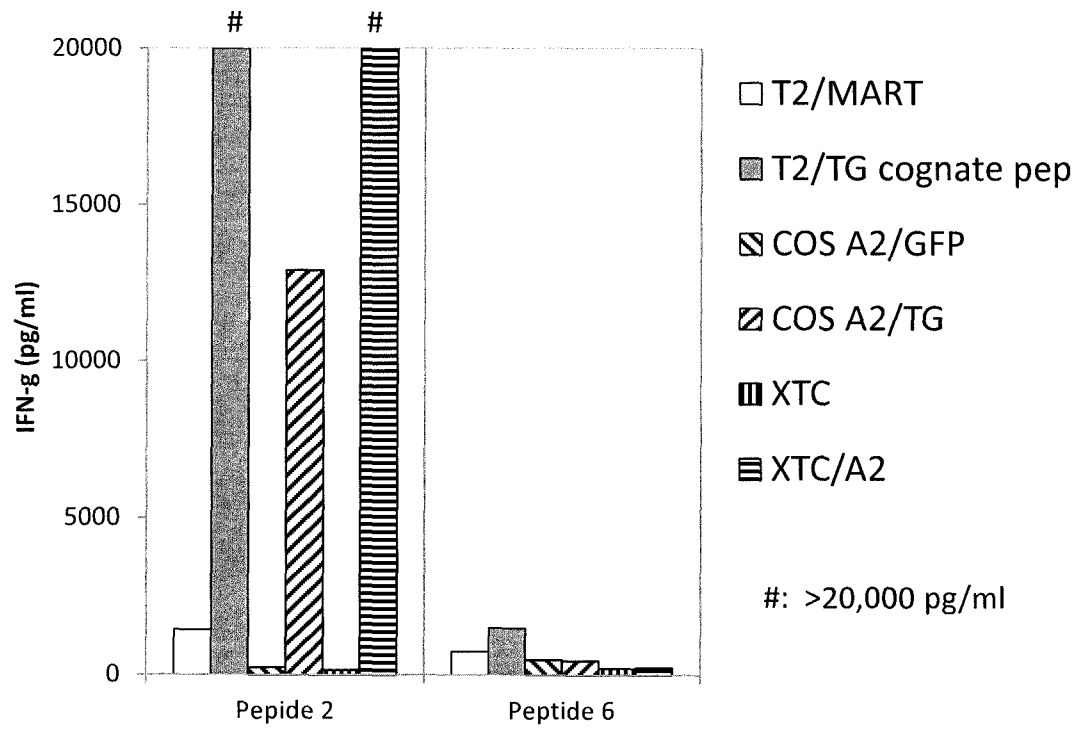 # #
20000
15000
10000
5000
0
IFN-g (pg/ml)
Pepide 2 Peptide 6
T2/MART
T2/TG cognate pep
COS A2/GFP
COS A2/TG
XTC
XTC/A2
#: >20,000 pg/ml